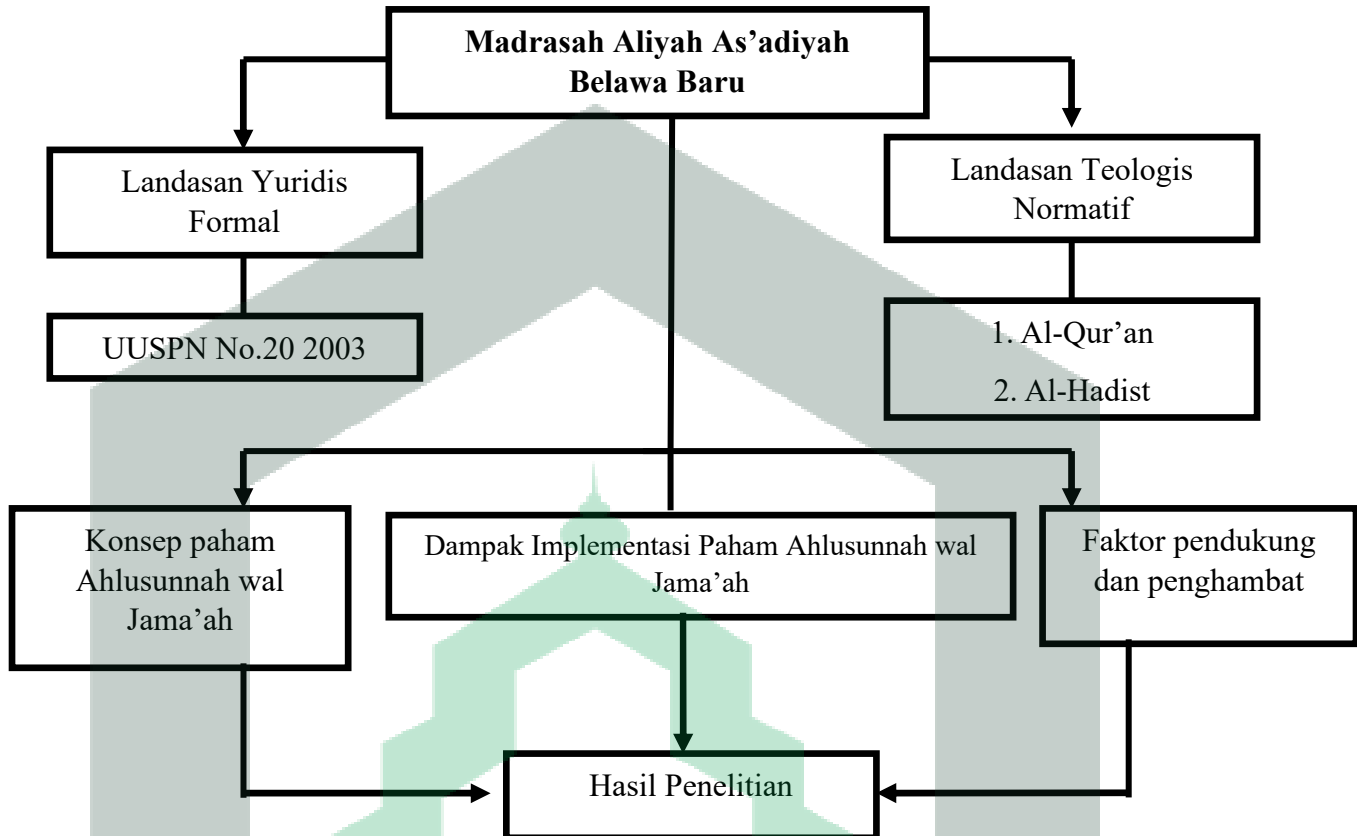 Madrasah Aliyah As’adiyah
Belawa Baru
Landasan Yuridis
Formal
Landasan Teologis
Normatif
UUSPN No.20 2003
1. Al-Qur’an
2. Al-Hadist
Konsep paham
Ahlusunnah wal
Jama’ah
Dampak Implementasi Paham Ahlusunnah wal
Jama’ah
Faktor pendukung
dan penghambat
Hasil Penelitian